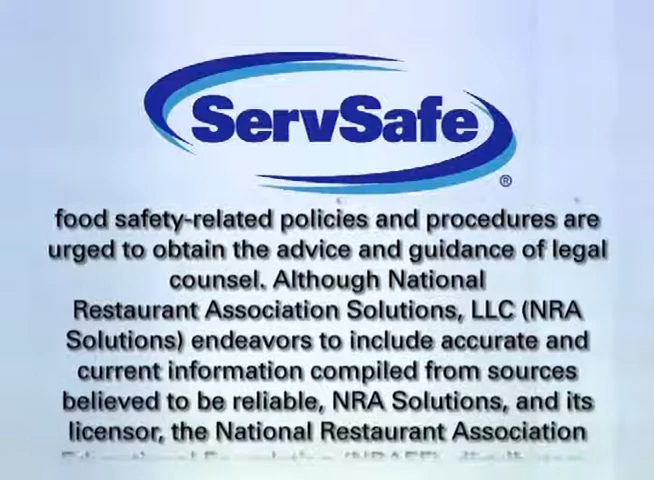 ServSafe
®
food safety-related policies and procedures are
urged to obtain the advice and guidance of legal
counsel. Although National
Restaurant Association Solutions, LLC (NRA
Solutions) endeavors to include accurate and
current information compiled from sources
believed to be reliable, NRA Solutions, and its
licensor, the National Restaurant Association